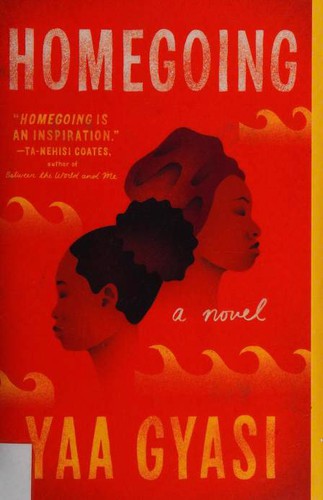 HOMEGOING
“HOMEGOING IS
AN INSPIRATION.”
—TA-NEHISI COATES,
author of
Between the World and Me
a novel
YAA GYASI